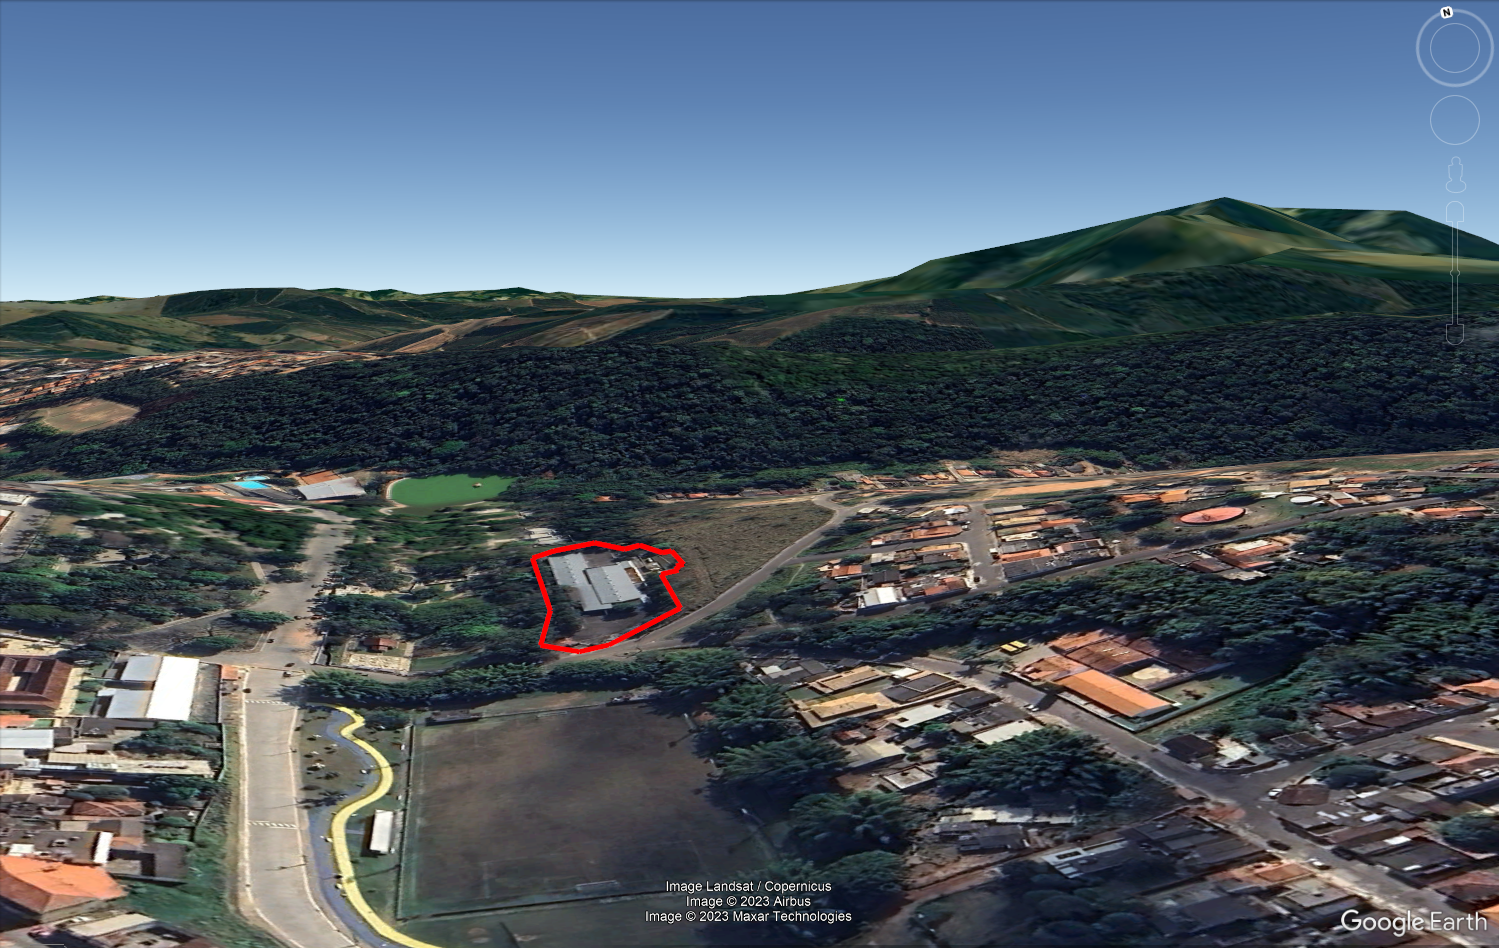 N
Image Landsat / Copernicus
Image © 2023 Airbus
Image © 2023 Maxar Technologies
Google Earth